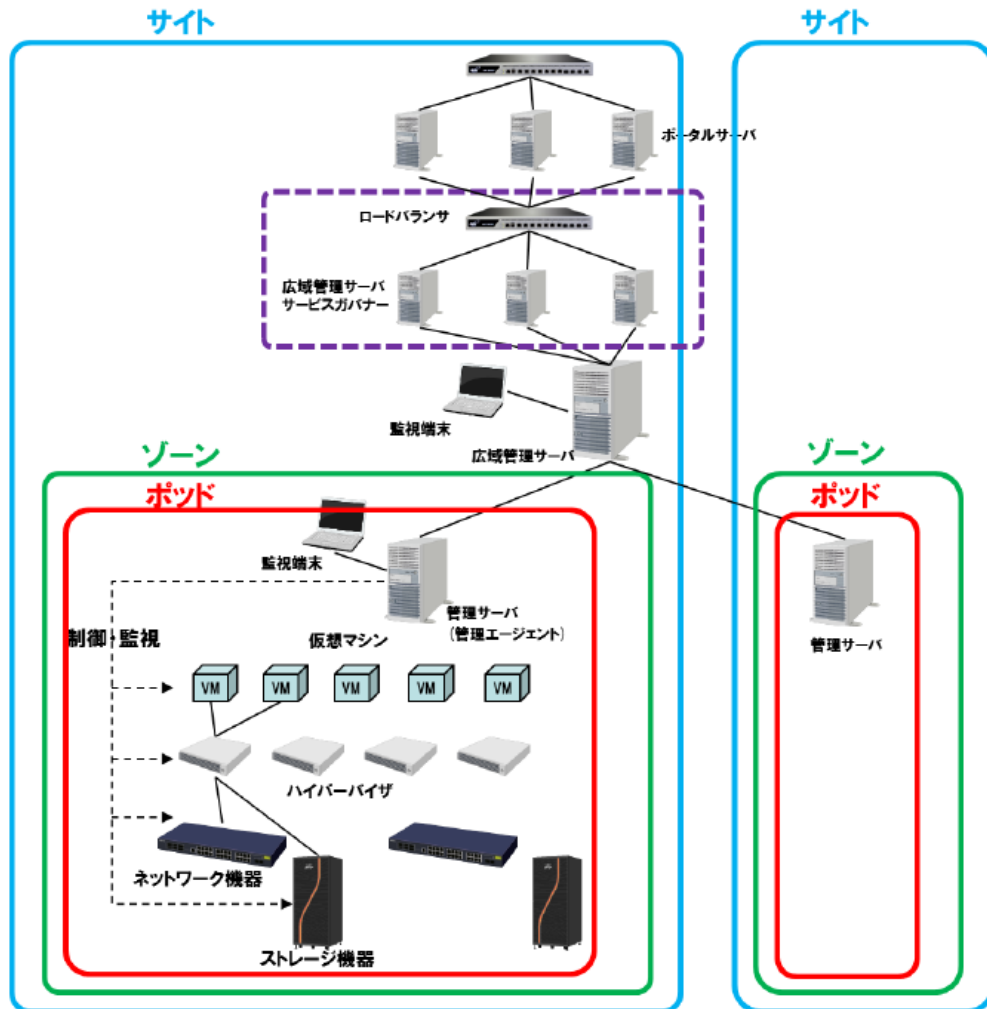 サイト
サイト
ポータルサーバ
ロードバランサ
広域管理サーバ
サービスガバナー
監視端末
広域管理サーバ
ゾーン
ゾーン
ポッド
ポッド
監視端末
管理サーバ
(管理エージェント)
管理サーバ
制御・監視
仮想マシン
VM
VM
VM
VM
VM
ハイパーバイザ
ネットワーク機器
ストレージ機器